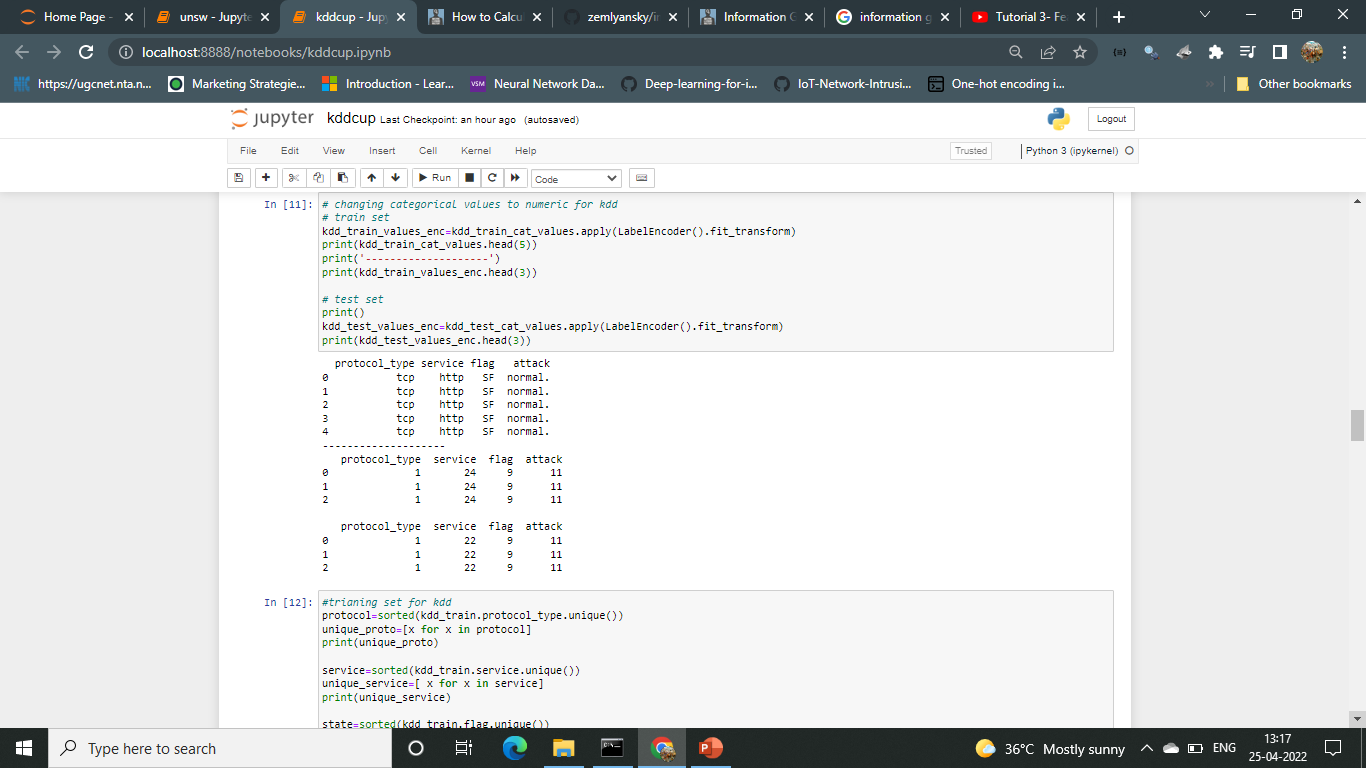 Home Page -
unsw - Jupyte
kddcup - Jup
How to Calcu
zemlyansky/i
Information G
information g
Tutorial 3- Fe
localhost:8888/notebooks/kddcup.ipynb
https://ugcnet.nta.n...
Marketing Strategie...
Introduction - Lear...
VSM
Neural Network Da...
Deep-learning-for-i...
IoT-Network-Intrusi...
One-hot encoding i...
»
Other bookmarks
jupyter kddcup Last Checkpoint: an hour ago (autosaved)
Logout
File Edit View Insert Cell Kernel Help
Trusted
Python 3 (ipykernel)
Run
Code
In [11]:
# changing categorical values to numeric for kdd
# train set
kdd_train_values_enc=kdd_train_cat_values.apply(LabelEncoder().fit_transform)
print(kdd_train_cat_values.head(5))
print('--------------------')
print(kdd_train_values_enc.head(3))
# test set
print()
kdd_test_values_enc=kdd_test_cat_values.apply(LabelEncoder().fit_transform)
print(kdd_test_values_enc.head(3))
protocol_type service flag attack
0 tcp http SF normal.
1 tcp http SF normal.
2 tcp http SF normal.
3 tcp http SF normal.
4 tcp http SF normal.
--------------------
protocol_type service flag attack
0 1 24 9 11
1 1 24 9 11
2 1 24 9 11
protocol_type service flag attack
0 1 22 9 11
1 1 22 9 11
2 1 22 9 11
In [12]:
#trianing set for kdd
protocol=sorted(kdd_train.protocol_type.unique())
unique_proto=[x for x in protocol]
print(unique_proto)
service=sorted(kdd_train.service.unique())
unique_service=[ x for x in service]
print(unique_service)
state=sorted(kdd_train.flag.unique())
Type here to search
36°C Mostly sunny
ENG
13:17
25-04-2022